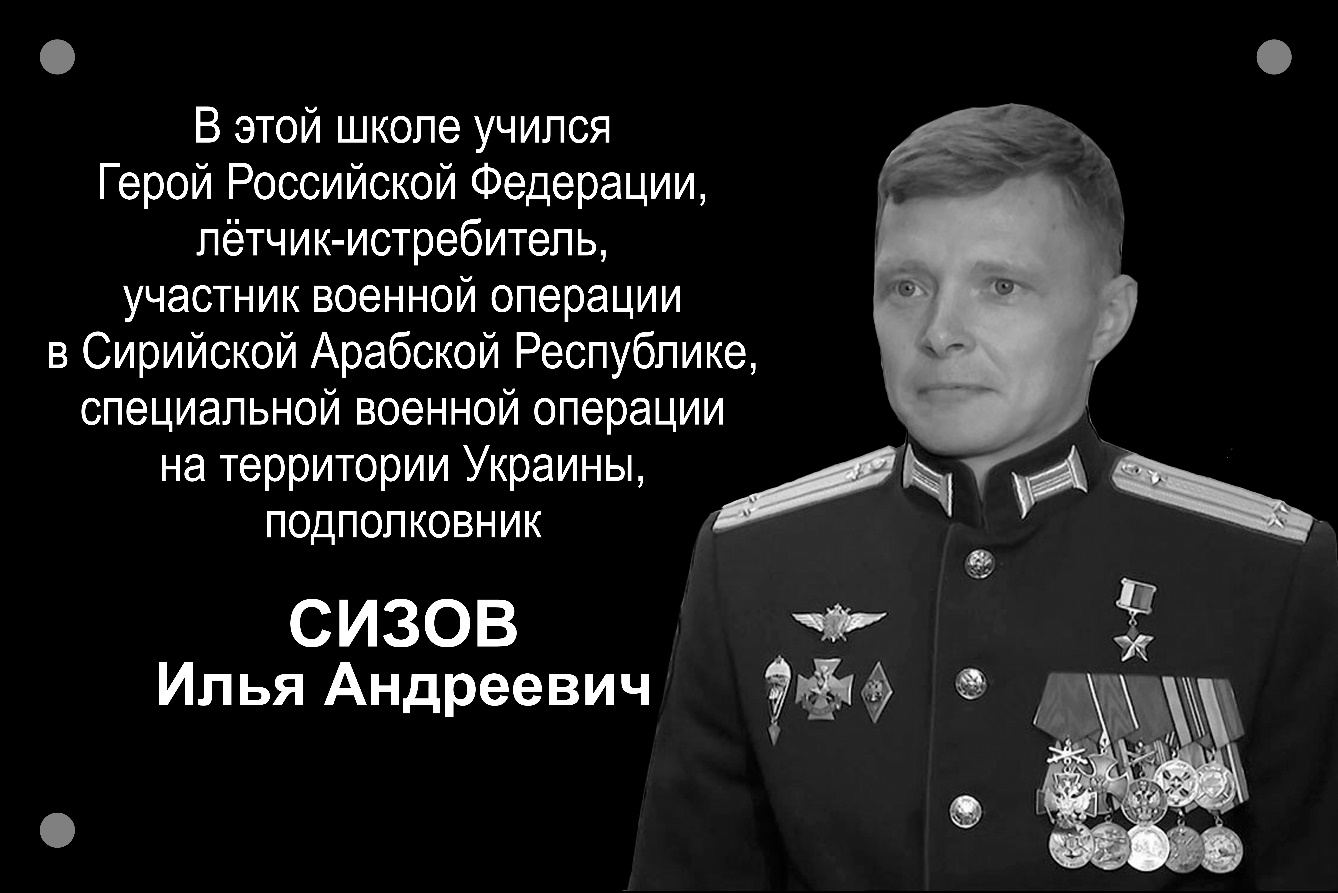 В этой школе учился
Герой Российской Федерации,
лётчик-истребитель,
участник военной операции
в Сирийской Арабской Республике,
специальной военной операции
на территории Украины,
подполковник
СИЗОВ
Илья Андреевич